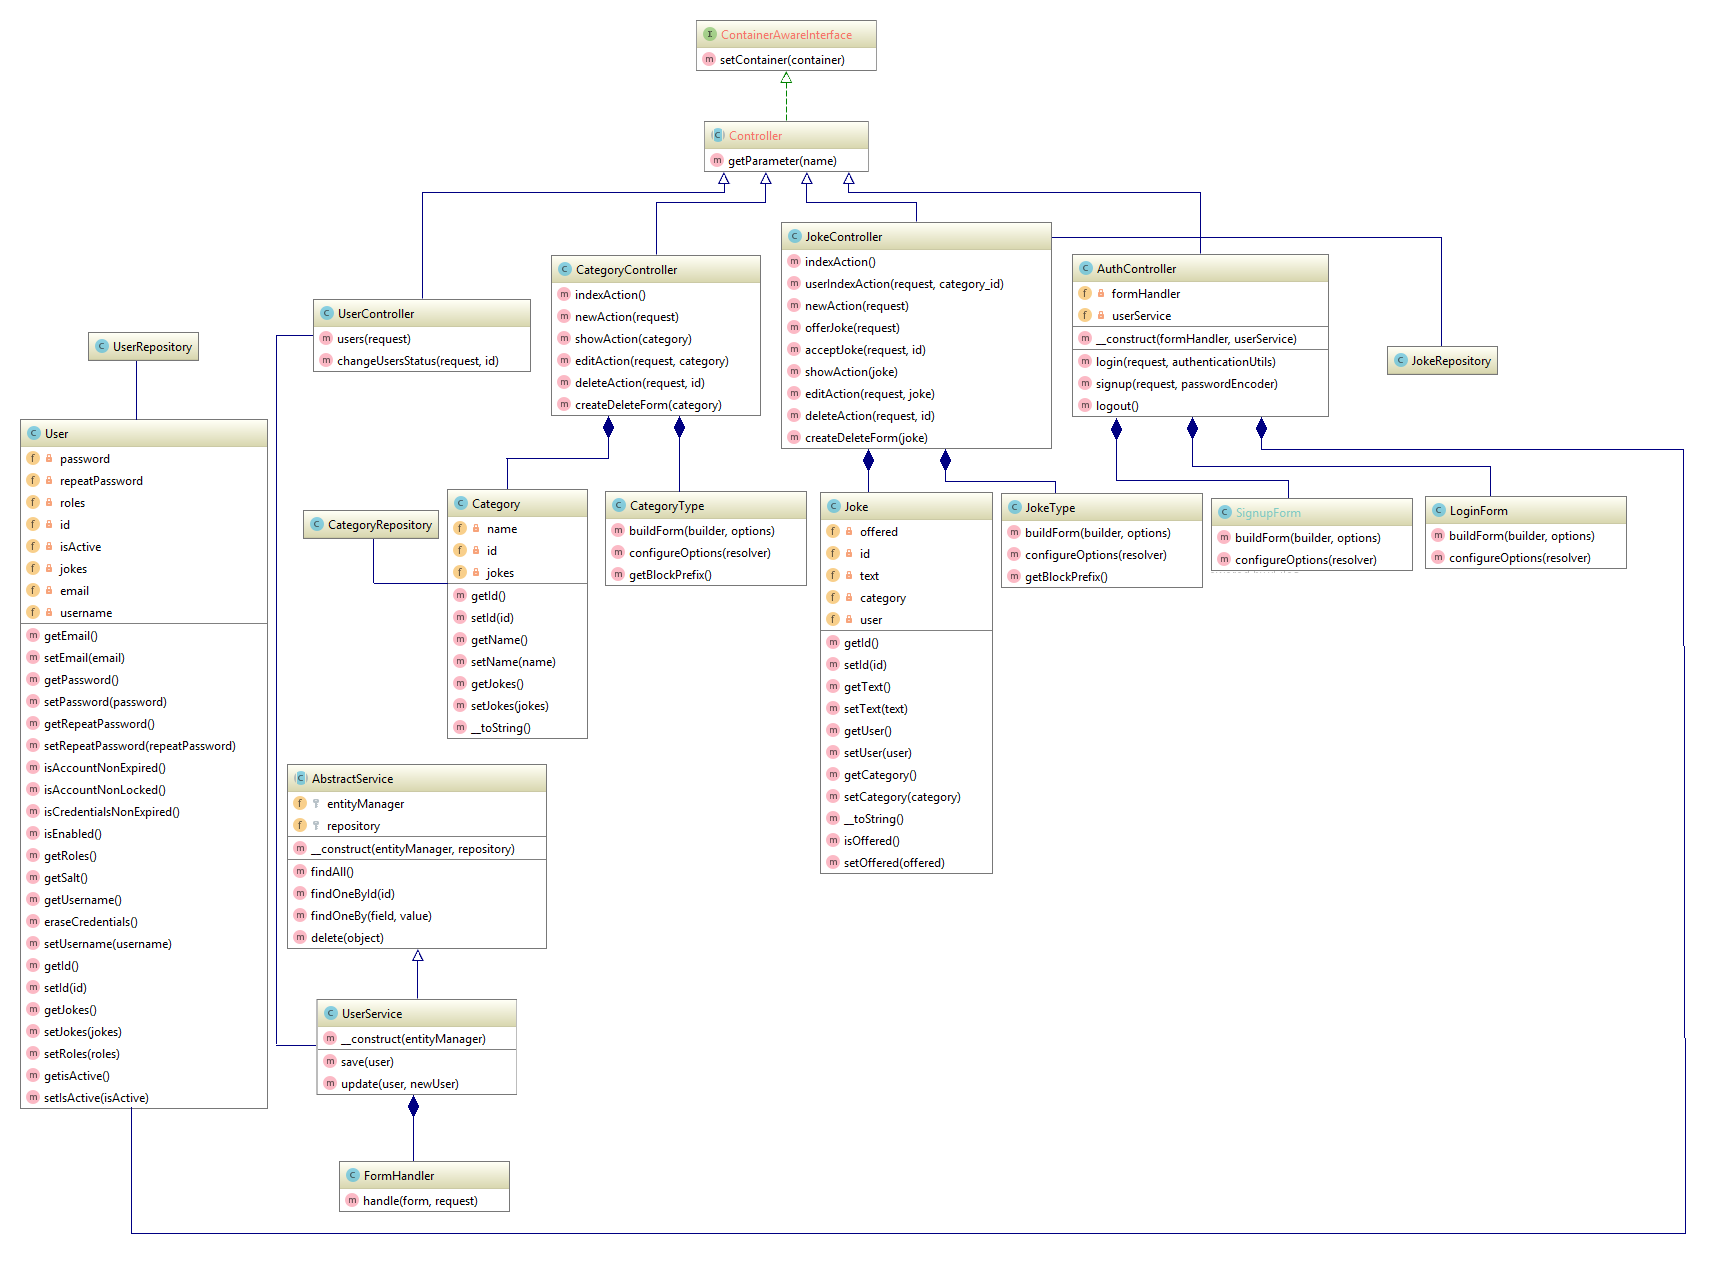 ContainerAwareInterface
setContainer(container)
Controller
getParameter(name)
UserController
users(request)
changeUsersStatus(request, id)
CategoryController
indexAction()
newAction(request)
showAction(category)
editAction(request, category)
deleteAction(request, id)
createDeleteForm(category)
JokeController
indexAction()
userIndexAction(request, category_id)
newAction(request)
offerJoke(request)
acceptJoke(request, id)
showAction(joke)
editAction(request, joke)
deleteAction(request, id)
createDeleteForm(joke)
AuthController
formHandler
userService
__construct(formHandler, userService)
login(request, authenticationUtils)
signup(request, passwordEncoder)
logout()
JokeRepository
UserRepository
User
password
repeatPassword
roles
id
isActive
jokes
email
username
getEmail()
setEmail(email)
getPassword()
setPassword(password)
getRepeatPassword()
setRepeatPassword(repeatPassword)
isAccountNonExpired()
isAccountNonLocked()
isCredentialsNonExpired()
isEnabled()
getRoles()
getSalt()
getUsername()
eraseCredentials()
setUsername(username)
getId()
setId(id)
getJokes()
setJokes(jokes)
setRoles(roles)
getisActive()
setIsActive(isActive)
CategoryRepository
Category
name
id
jokes
getId()
setId(id)
getName()
setName(name)
getJokes()
setJokes(jokes)
__toString()
CategoryType
buildForm(builder, options)
configureOptions(resolver)
getBlockPrefix()
Joke
offered
id
text
category
user
getId()
setId(id)
getText()
setText(text)
getUser()
setUser(user)
getCategory()
setCategory(category)
__toString()
isOffered()
setOffered(offered)
JokeType
buildForm(builder, options)
configureOptions(resolver)
getBlockPrefix()
SignupForm
buildForm(builder, options)
configureOptions(resolver)
LoginForm
buildForm(builder, options)
configureOptions(resolver)
AbstractService
entityManager
repository
__construct(entityManager, repository)
findAll()
findOneById(id)
findOneBy(field, value)
delete(object)
UserService
__construct(entityManager)
save(user)
update(user, newUser)
FormHandler
handle(form, request)